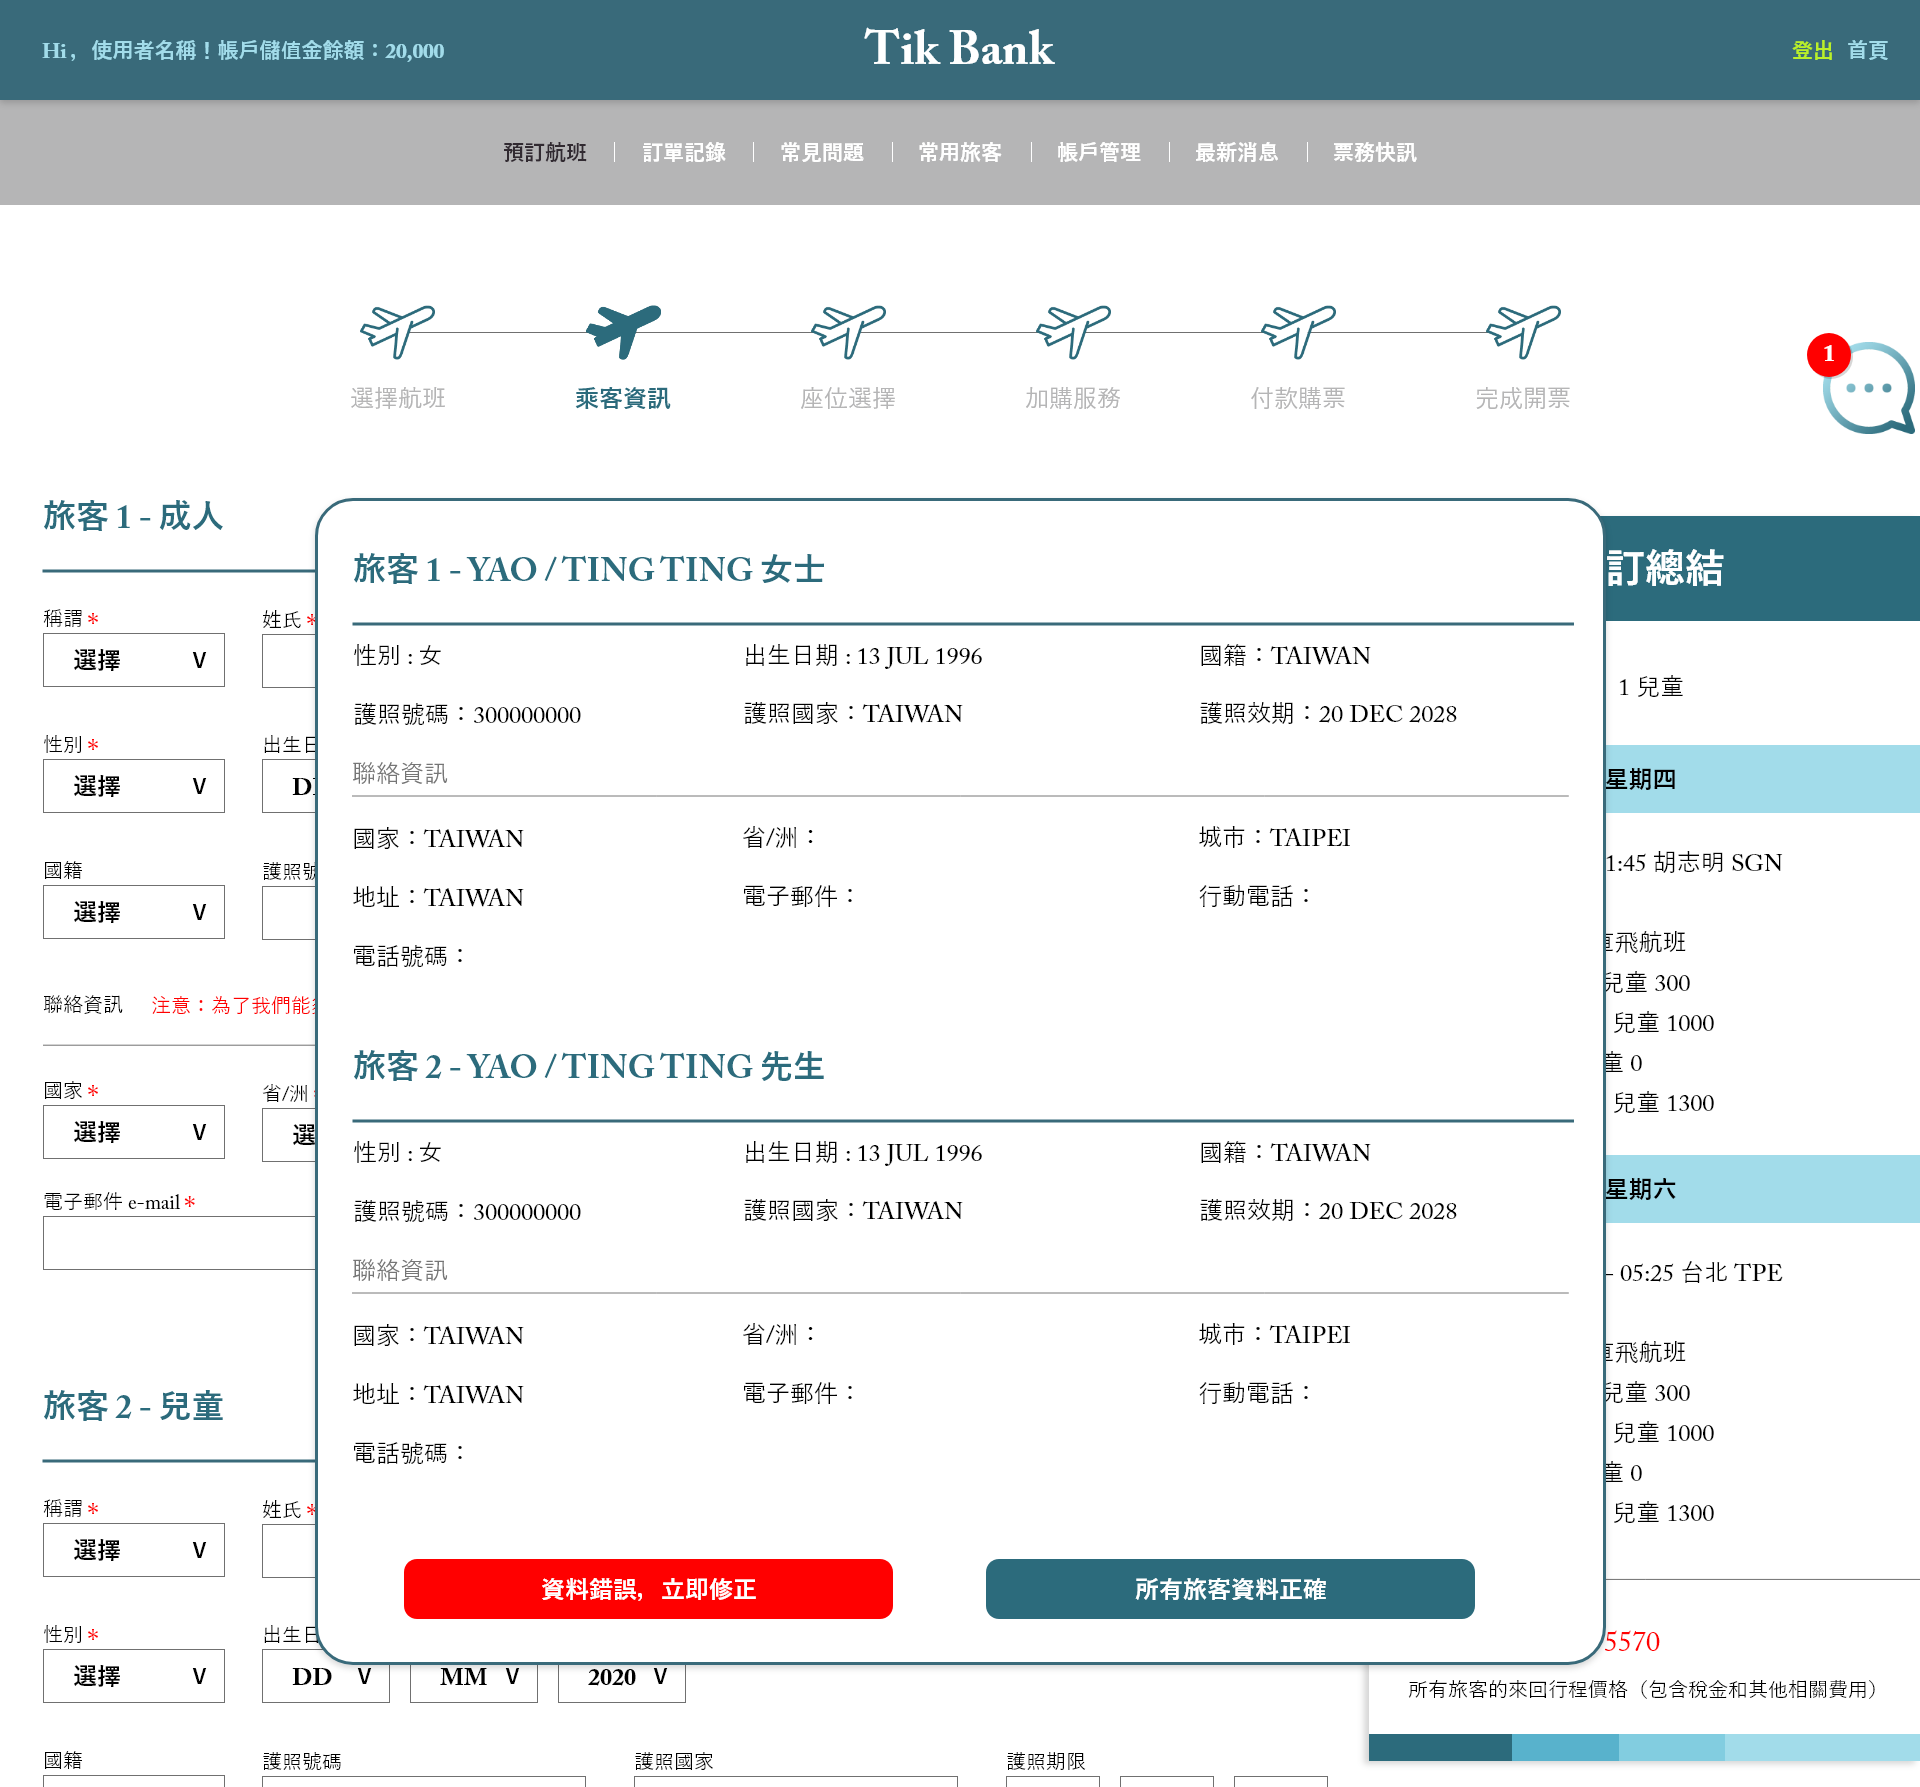 Hi，使用者名稱！帳戶儲值金餘額：20,000
Tik Bank
登出 首頁
預訂航班 訂單記錄 常見問題 常用旅客 帳戶管理 最新消息 票務快訊
選擇航班 乘客資訊 座位選擇 加購服務 付款購票 完成開票
1
旅客 1 - 成人
稱謂 * 姓氏 *
選擇 V
性別 * 出生日
選擇 V
國籍 護照號
選擇 V
聯絡資訊 注意：為了我們能
國家 * 省/洲
選擇 V 選
電子郵件 e-mail *
旅客 1 - YAO / TING TING 女士
性別 : 女 出生日期 : 13 JUL 1996 國籍：TAIWAN
護照號碼：300000000 護照國家：TAIWAN 護照效期：20 DEC 2028
聯絡資訊
國家：TAIWAN 省/洲： 城市：TAIPEI
地址：TAIWAN 電子郵件： 行動電話：
電話號碼：
旅客 2 - YAO / TING TING 先生
性別 : 女 出生日期 : 13 JUL 1996 國籍：TAIWAN
護照號碼：300000000 護照國家：TAIWAN 護照效期：20 DEC 2028
聯絡資訊
國家：TAIWAN 省/洲： 城市：TAIPEI
地址：TAIWAN 電子郵件： 行動電話：
電話號碼：
資料錯誤，立即修正 所有旅客資料正確
訂總結
1 兒童
星期四
1:45 胡志明 SGN
飛航班
兒童 300
兒童 1000
童 0
兒童 1300
星期六
- 05:25 台北 TPE
飛航班
兒童 300
兒童 1000
童 0
兒童 1300
5570
所有旅客的來回行程價格（包含稅金和其他相關費用）
旅客 2 - 兒童
稱謂 * 姓氏 *
選擇 V
性別 * 出生日
選擇 V DD V MM V 2020 V
國籍 護照號碼 護照國家 護照期限